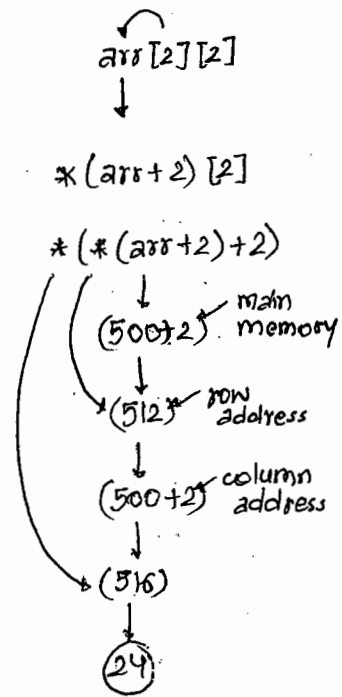 arr[2][2]
*(arr+2)[2]
*(*(arr+2)+2)
(500+2) main memory
(512) row address
(500+2) column address
(516)
24